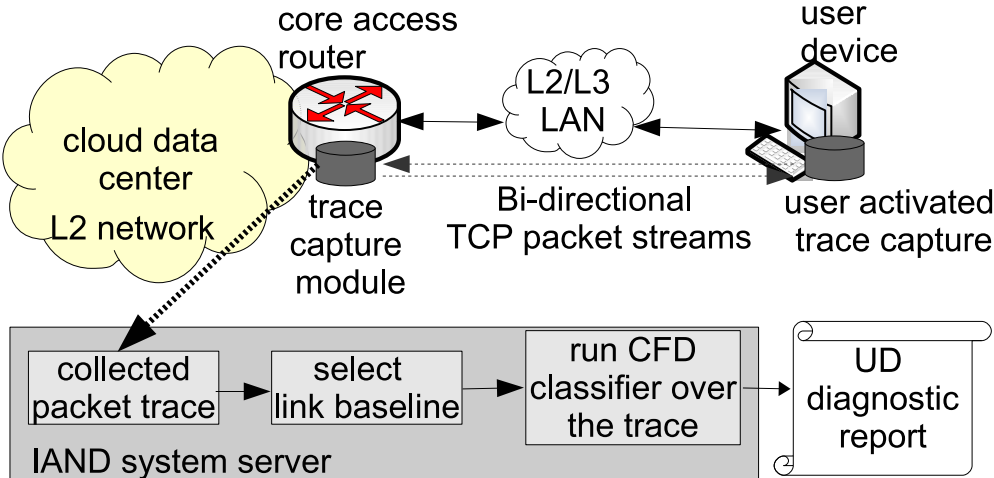 core access
router
user
device
L2/L3
LAN
cloud data
center
L2 network
trace
capture
module
Bi-directional
TCP packet streams
user activated
trace capture
collected
packet trace
select
link baseline
run CFD
classifier over
the trace
UD
diagnostic
report
IAND system server